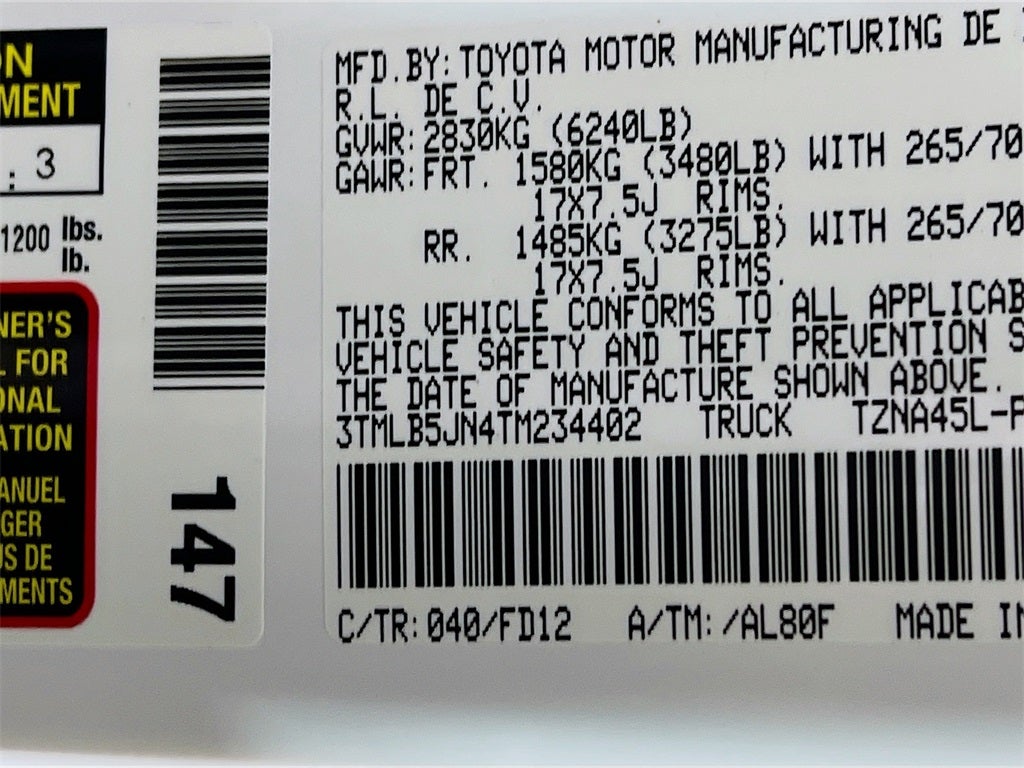 ON
MENT
: 3
1200 lbs.
lb.
NER'S
L FOR
ONAL
ATION
ANUEL
GER
US DE
MENTS
147
MFD.BY: TOYOTA MOTOR MANUFACTURING DE
R.L. DE C.V.
GVWR: 2830KG (6240LB)
GAWR: FRT. 1580KG (3480LB) WITH 265/70
17X7.5J RIMS.
RR. 1485KG (3275LB) WITH 265/70
17X7.5J RIMS.
THIS VEHICLE CONFORMS TO ALL APPLICAB
VEHICLE SAFETY AND THEFT PREVENTION S
THE DATE OF MANUFACTURE SHOWN ABOVE.
3TMLB5JN4TM234402 TRUCK TZNA45L-P
C/TR: 040/FD12 A/TM: /AL80F MADE IN